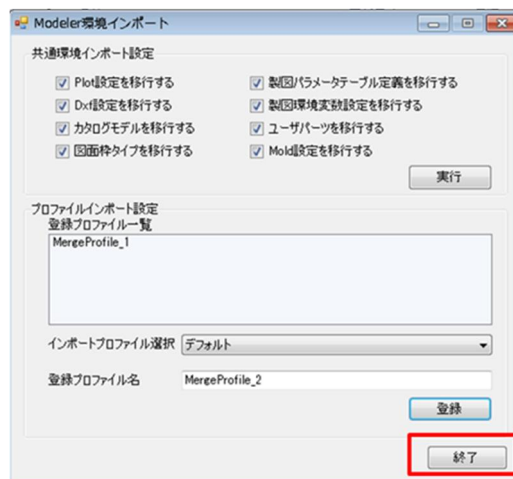 Modeler環境インポート
共通環境インポート設定
Plot設定を移行する
製図パラメータテーブル定義を移行する
Dxf設定を移行する
製図環境変数設定を移行する
カタログモデルを移行する
ユーザパーツを移行する
図面枠タイプを移行する
Mold設定を移行する
実行
プロファイルインポート設定
登録プロファイル一覧
MergeProfile_1
インポートプロファイル選択 デフォルト
登録プロファイル名 MergeProfile_2
登録
終了